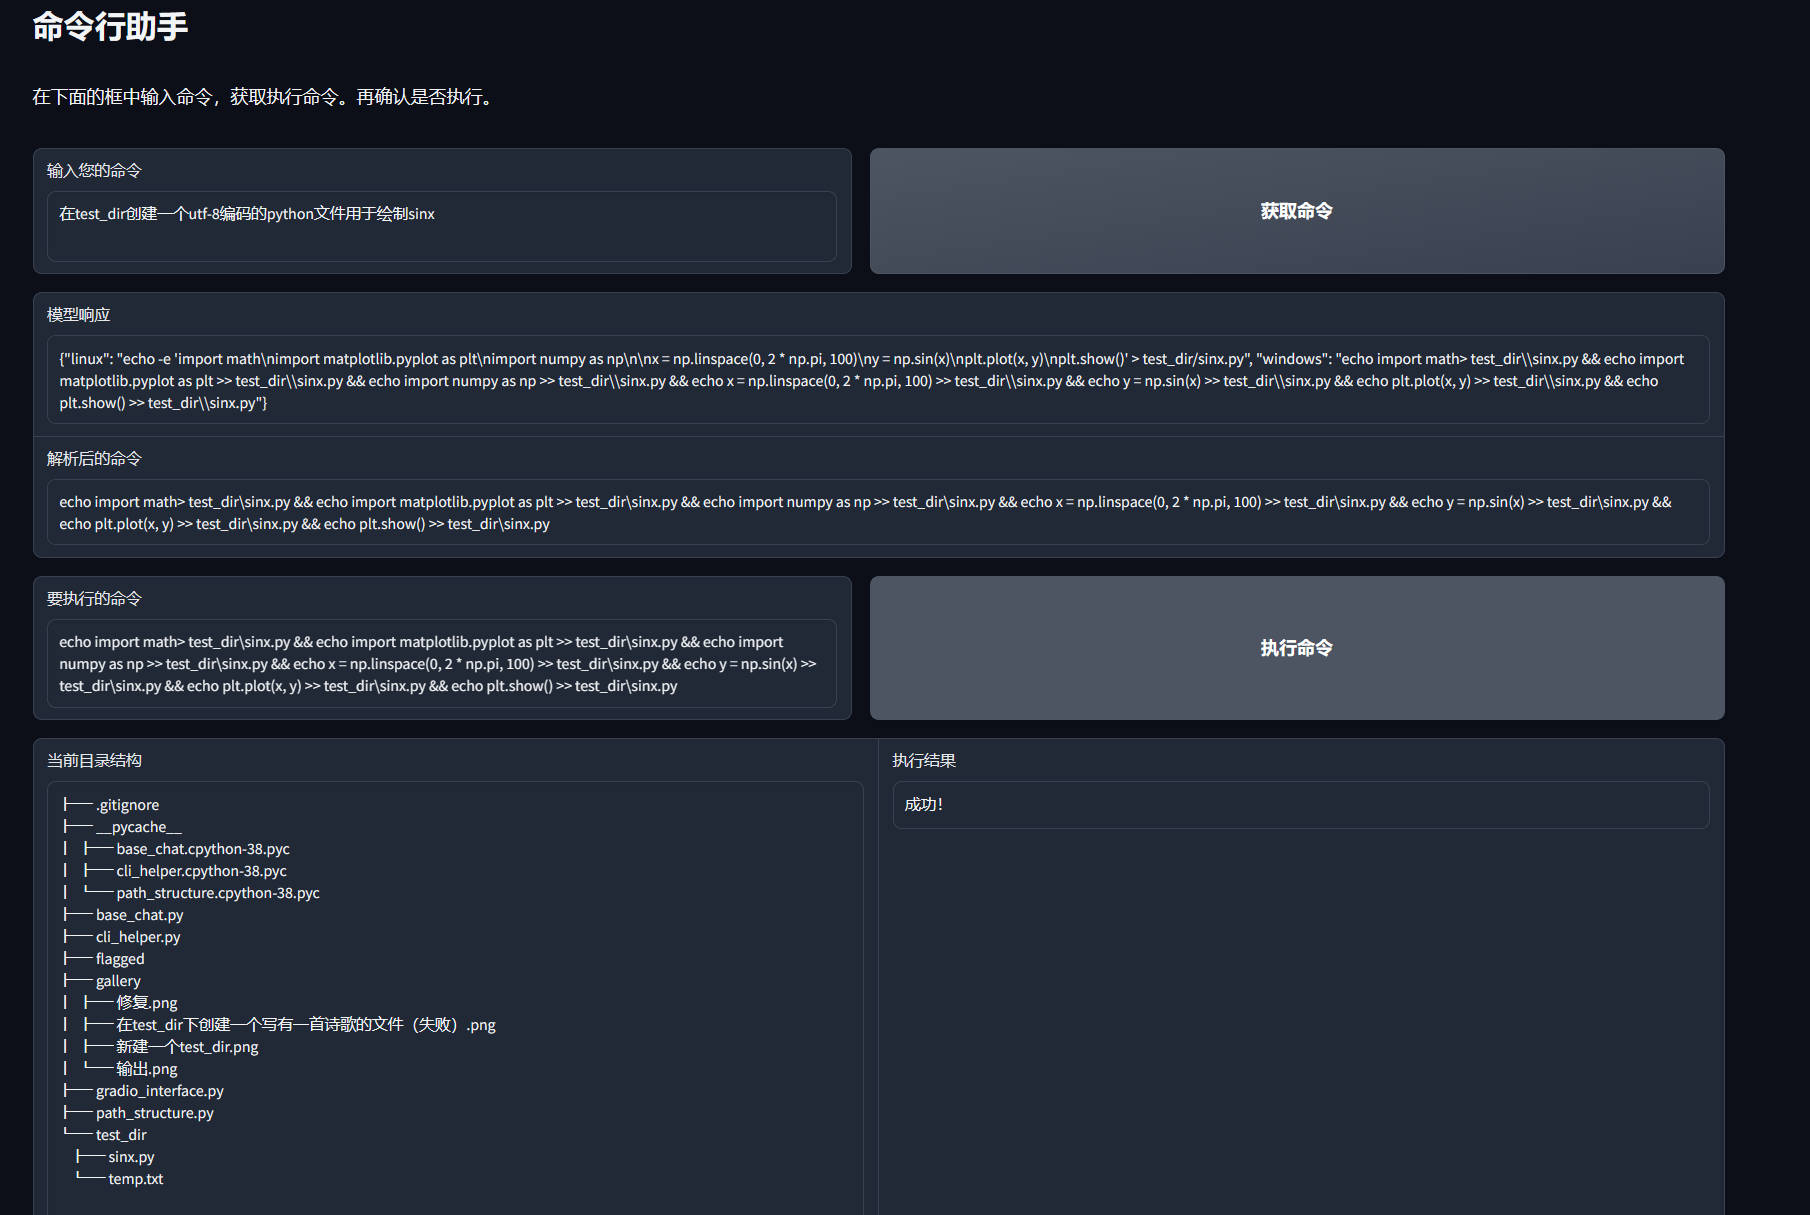 命令行助手
在下面的框中输入命令，获取执行命令。再确认是否执行。
输入您的命令
在test_dir创建一个utf-8编码的python文件用于绘制sinx
获取命令
模型响应
{"linux": "echo -e 'import math\nimport matplotlib.pyplot as plt\nimport numpy as np\n\nx = np.linspace(0, 2 * np.pi, 100)\ny = np.sin(x)\nplt.plot(x, y)\nplt.show()' > test_dir/sinx.py", "windows": "echo import math> test_dir\\sinx.py && echo import
matplotlib.pyplot as plt >> test_dir\\sinx.py && echo import numpy as np >> test_dir\\sinx.py && echo x = np.linspace(0, 2 * np.pi, 100) >> test_dir\\sinx.py && echo y = np.sin(x) >> test_dir\\sinx.py && echo plt.plot(x, y) >> test_dir\\sinx.py && echo
plt.show() >> test_dir\\sinx.py"}
解析后的命令
echo import math> test_dir\sinx.py && echo import matplotlib.pyplot as plt >> test_dir\sinx.py && echo import numpy as np >> test_dir\sinx.py && echo x = np.linspace(0, 2 * np.pi, 100) >> test_dir\sinx.py && echo y = np.sin(x) >> test_dir\sinx.py &&
echo plt.plot(x, y) >> test_dir\sinx.py && echo plt.show() >> test_dir\sinx.py
要执行的命令
echo import math> test_dir\sinx.py && echo import matplotlib.pyplot as plt >> test_dir\sinx.py && echo import
numpy as np >> test_dir\sinx.py && echo x = np.linspace(0, 2 * np.pi, 100) >> test_dir\sinx.py && echo y = np.sin(x) >>
test_dir\sinx.py && echo plt.plot(x, y) >> test_dir\sinx.py && echo plt.show() >> test_dir\sinx.py
执行命令
当前目录结构
├── .gitignore
├── __pycache__
│ ├── base_chat.cpython-38.pyc
│ ├── cli_helper.cpython-38.pyc
│ └── path_structure.cpython-38.pyc
├── base_chat.py
├── cli_helper.py
├── flagged
├── gallery
│ ├── 修复.png
│ ├── 在test_dir下创建一个写有一首诗歌的文件（失败）.png
│ ├── 新建一个test_dir.png
│ └── 输出.png
├── gradio_interface.py
├── path_structure.py
└── test_dir
├── sinx.py
└── temp.txt
执行结果
成功！